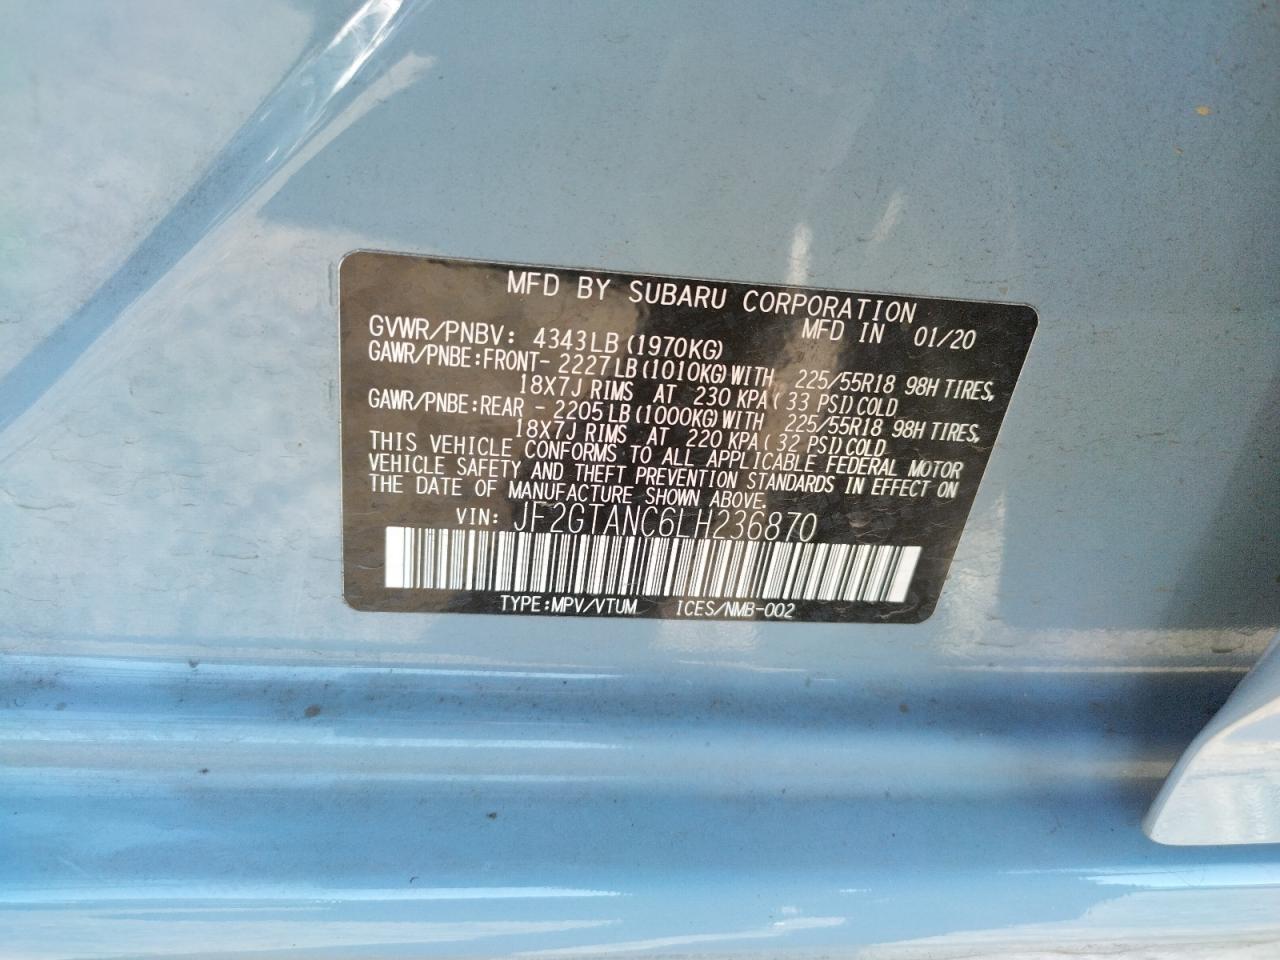 MFD BY SUBARU CORPORATION
MFD IN 01/20
GVWR/PNBV: 4343LB (1970KG)
GAWR/PNBE:FRONT- 2227LB(1010KG)WITH 225/55R18 98H TIRES,
18X7J RIMS AT 230 KPA(33 PSI)COLD
GAWR/PNBE:REAR - 2205LB(1000KG)WITH 225/55R18 98H TIRES,
18X7J RIMS AT 220 KPA(32 PSI)COLD
THIS VEHICLE CONFORMS TO ALL APPLICABLE FEDERAL MOTOR
VEHICLE SAFETY AND THEFT PREVENTION STANDARDS IN EFFECT ON
THE DATE OF MANUFACTURE SHOWN ABOVE.
VIN: JF2GTANC6LH236870
TYPE:MPV/VTUM ICES/NMB-002